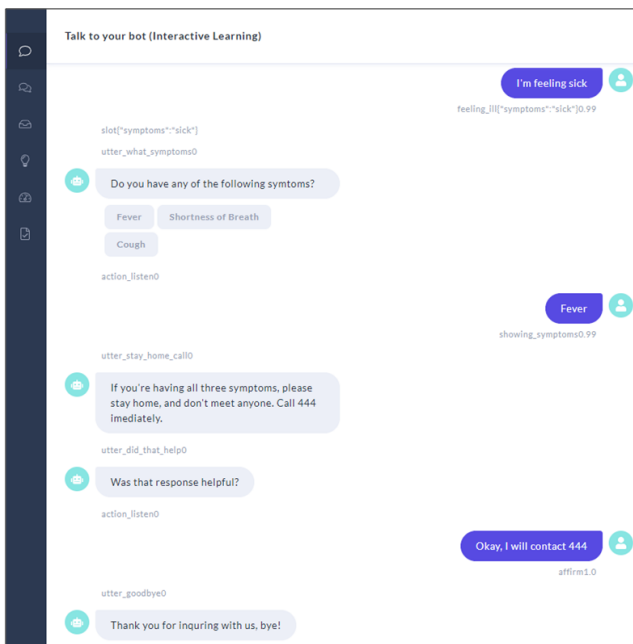 Talk to your bot (Interactive Learning)
I'm feeling sick
feeling_ill["symptoms":"sick"]0.99
slot{"symptoms":"sick"}
utter_what_symptoms0
Do you have any of the following symtoms?
Fever Shortness of Breath
Cough
action_listen0
Fever
showing_symptoms0.99
utter_stay_home_call0
If you're having all three symptoms, please
stay home, and don't meet anyone. Call 444
imediately.
utter_did_that_help0
Was that response helpful?
action_listen0
Okay, I will contact 444
affirm1.0
utter_goodbye0
Thank you for inquring with us, bye!